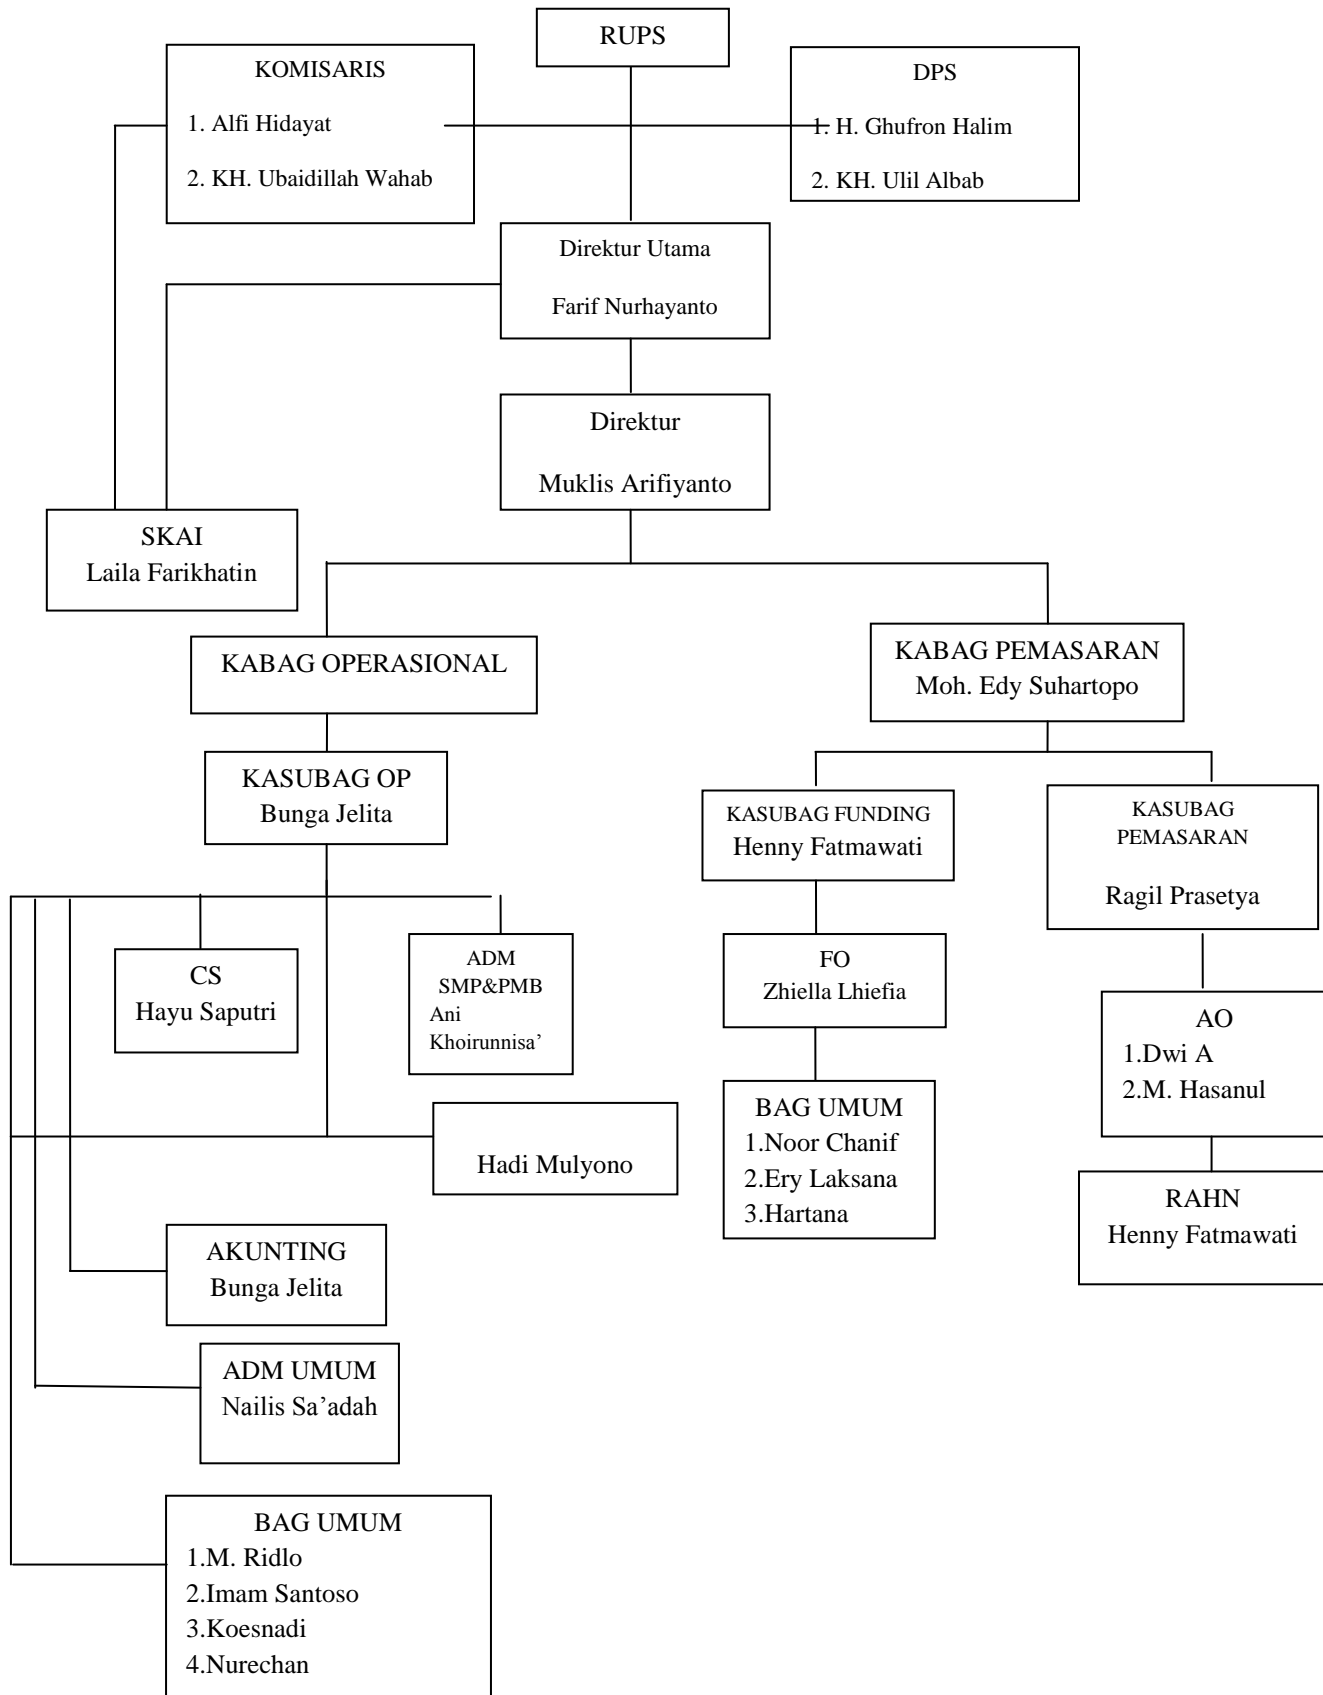 RUPS
KOMISARIS
1. Alfi Hidayat
2. KH. Ubaidillah Wahab
DPS
1. H. Ghufron Halim
2. KH. Ulil Albab
Direktur Utama
Farif Nurhayanto
Direktur
Muklis Arifiyanto
SKAI
Laila Farikhatin
KABAG OPERASIONAL
KABAG PEMASARAN
Moh. Edy Suhartopo
KASUBAG OP
Bunga Jelita
KASUBAG FUNDING
Henny Fatmawati
KASUBAG
PEMASARAN
Ragil Prasetya
CS
Hayu Saputri
ADM
SMP&PMB
Ani
Khoirunnisa’
FO
Zhiella Lhiefia
AO
1.Dwi A
2.M. Hasanul
Hadi Mulyono
BAG UMUM
1.Noor Chanif
2.Ery Laksana
3.Hartana
RAHN
Henny Fatmawati
AKUNTING
Bunga Jelita
ADM UMUM
Nailis Sa’adah
BAG UMUM
1.M. Ridlo
2.Imam Santoso
3.Koesnadi
4.Nurechan